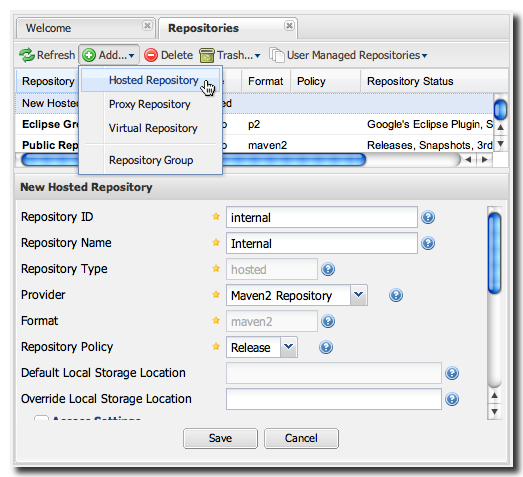 Welcome
Repositories
Refresh Add... Delete Trash... User Managed Repositories
Repository Format Policy Repository Status
Hosted Repository
New Hosted
Proxy Repository
Eclipse Gro p2 Google's Eclipse Plugin, S
Virtual Repository
Public Rep maven2 Releases, Snapshots, 3rd
Repository Group
New Hosted Repository
Repository ID internal
Repository Name Internal
Repository Type hosted
Provider Maven2 Repository
Format maven2
Repository Policy Release
Default Local Storage Location
Override Local Storage Location
Access Settings
Save Cancel